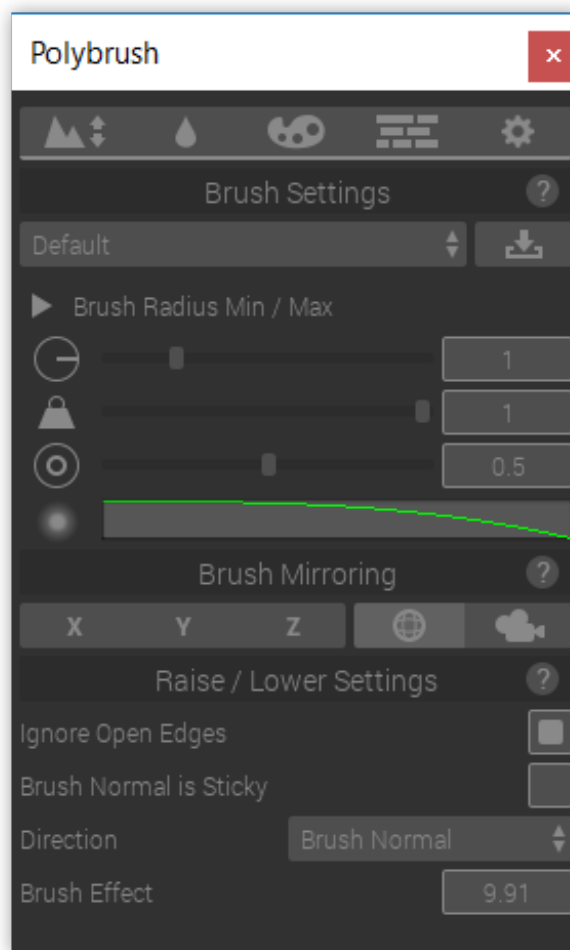 Polybrush
Brush Settings ?
Default
Brush Radius Min / Max
1
1
0.5
Brush Mirroring ?
X Y Z
Raise / Lower Settings ?
Ignore Open Edges
Brush Normal is Sticky
Direction Brush Normal
Brush Effect 9.91